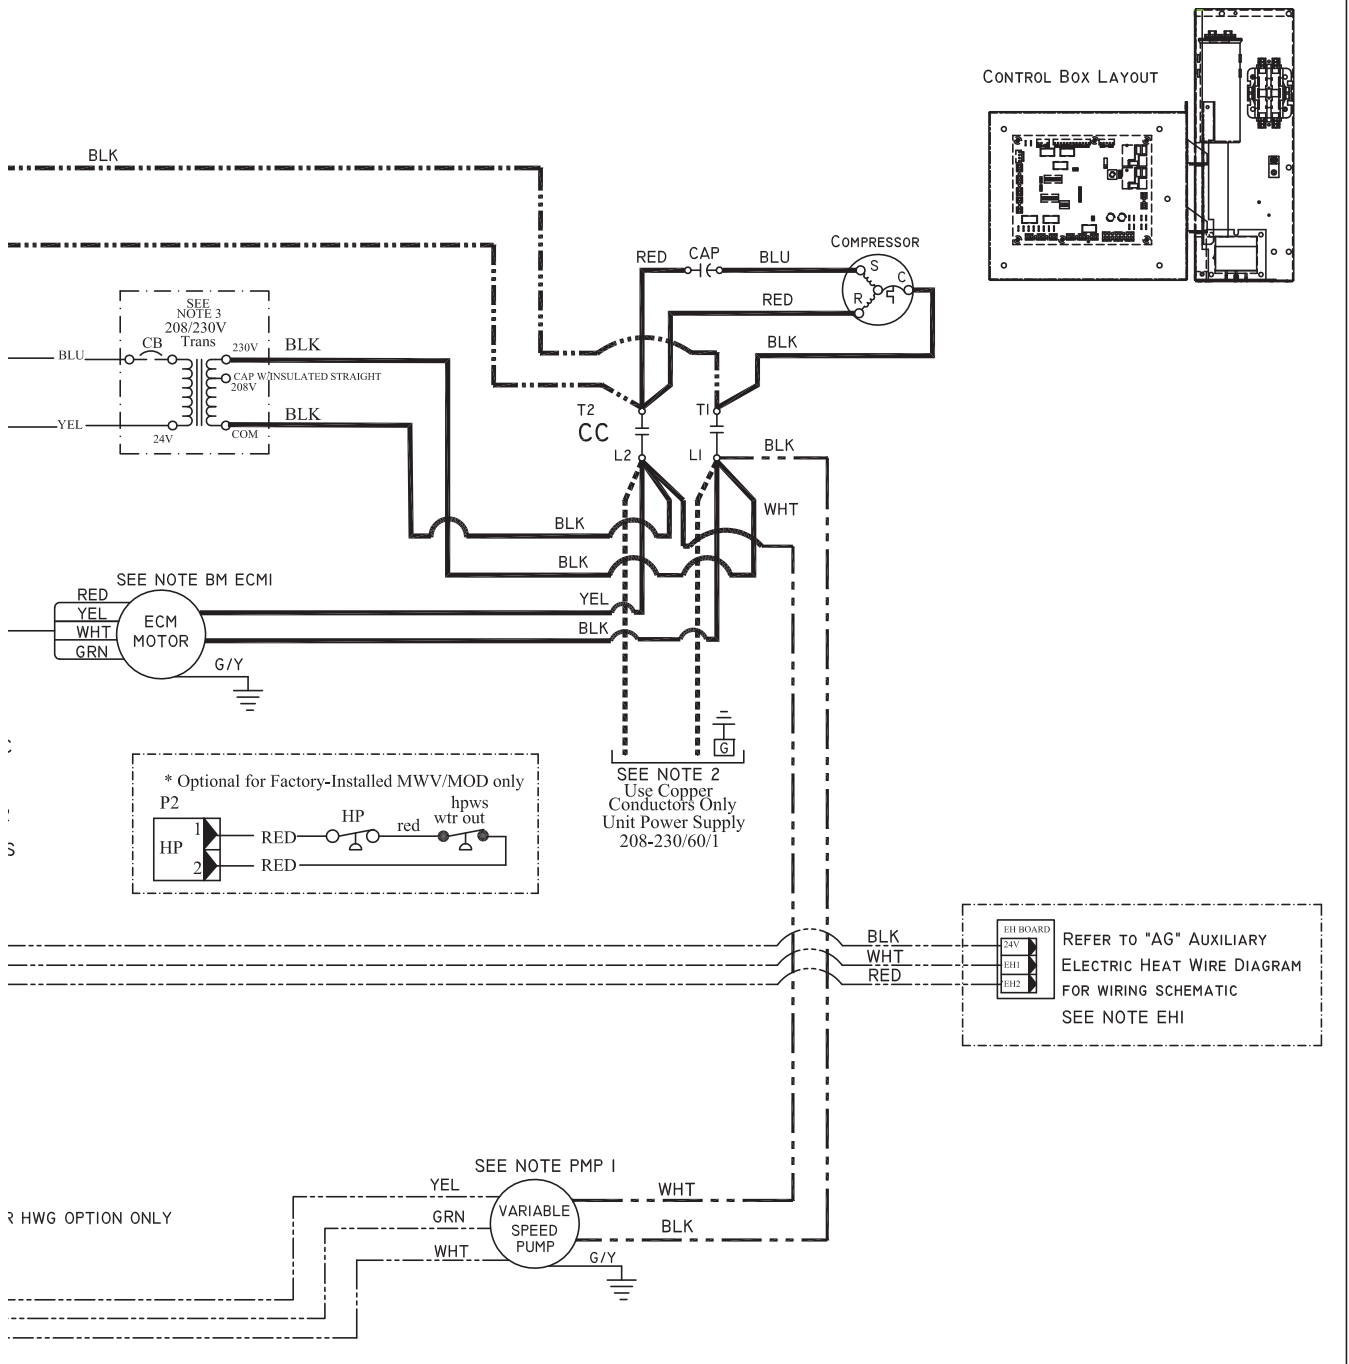 CONTROL BOX LAYOUT
BLK
COMPRESSOR
RED
CAP
BLU
S
C
R
RED
BLK
SEE
NOTE 3
208/230V
Trans
CB
230V
BLK
BLU
CAP W/INSULATED STRAIGHT
208V
BLK
YEL
24V
COM
T2
T1
CC
L2
L1
BLK
WHT
BLK
BLK
SEE NOTE BM ECM1
RED
YEL
WHT
GRN
ECM
MOTOR
YEL
BLK
G/Y
G
SEE NOTE 2
Use Copper
Conductors Only
Unit Power Supply
208-230/60/1
* Optional for Factory-Installed MWV/MOD only
P2
HP
1
2
RED
HP
red
hpws
wtr out
RED
S
BLK
WHT
RED
EH BOARD
24V
EH1
EH2
REFER TO "AG" AUXILIARY
ELECTRIC HEAT WIRE DIAGRAM
FOR WIRING SCHEMATIC
SEE NOTE EH1
SEE NOTE PMP 1
YEL
GRN
WHT
VARIABLE
SPEED
PUMP
WHT
BLK
G/Y
R HWG OPTION ONLY